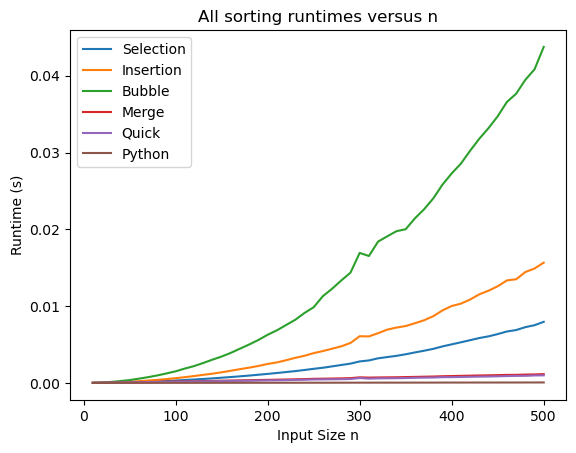 All sorting runtimes versus n
Selection
Insertion
Bubble
Merge
Quick
Python
0.04
0.03
0.02
0.01
0.00
Runtime (s)
0
100
200
300
400
500
Input Size n